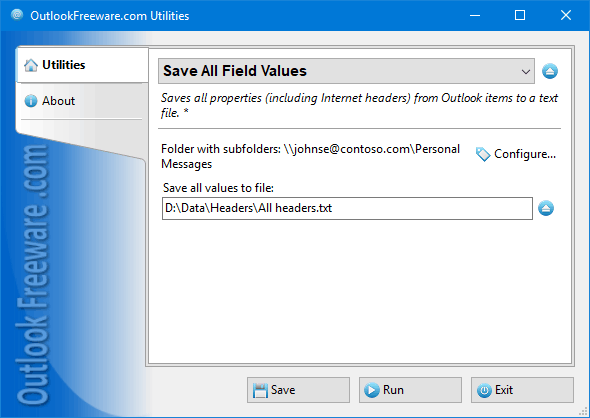 OutlookFreeware.com Utilities
Utilities
About
Save All Field Values
Saves all properties (including Internet headers) from Outlook items to a text
file. *
Folder with subfolders: \\johnse@contoso.com\Personal
Messages
Configure...
Save all values to file:
D:\Data\Headers\All headers.txt
Outlook Freeware .com
Save
Run
Exit